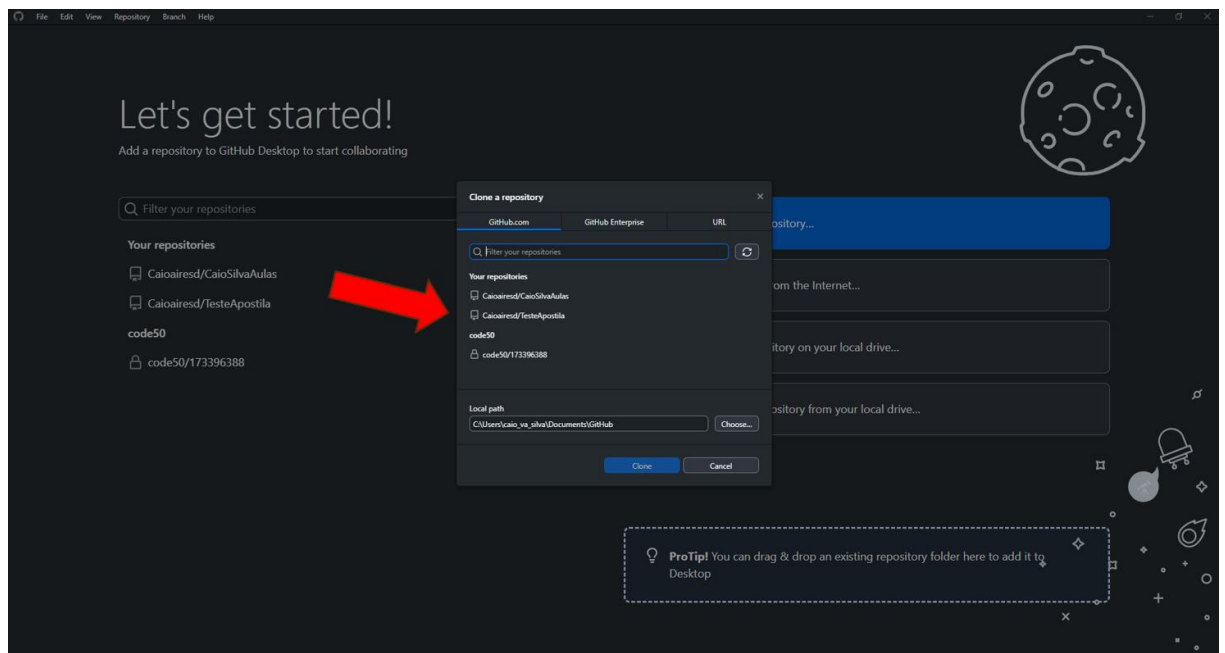 File Edit View Repository Branch Help
Let's get started!
Add a repository to GitHub Desktop to start collaborating
Filter your repositories
Your repositories
Caioairesd/CaioSilvaAulas
Caioairesd/TesteApostila
code50
code50/173396388
Clone a repository
GitHub.com GitHub Enterprise URL
Filter your repositories
Your repositories
Caioairesd/CaioSilvaAulas
Caioairesd/TesteApostila
code50
code50/173396388
Local path
C:\Users\caio_va_silva\Documents\GitHub Choose...
Clone Cancel
ository...
om the Internet...
itory on your local drive...
ository from your local drive...
ProTip! You can drag & drop an existing repository folder here to add it to
Desktop